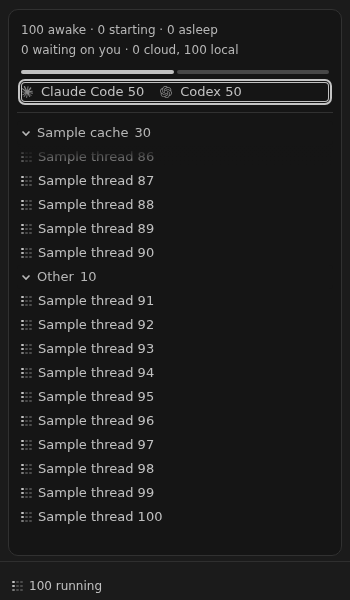 100 awake · 0 starting · 0 asleep
0 waiting on you · 0 cloud, 100 local
Claude Code 50 Codex 50
Sample cache 30
Sample thread 86
Sample thread 87
Sample thread 88
Sample thread 89
Sample thread 90
Other 10
Sample thread 91
Sample thread 92
Sample thread 93
Sample thread 94
Sample thread 95
Sample thread 96
Sample thread 97
Sample thread 98
Sample thread 99
Sample thread 100
100 running